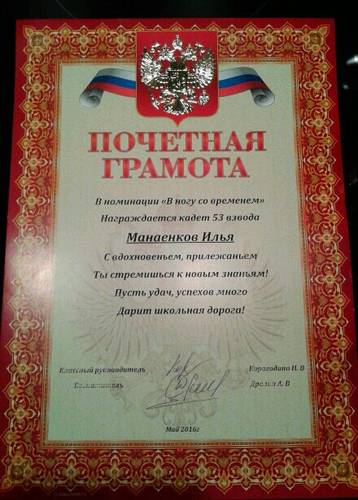 ПОЧЕТНАЯ
ГРАМОТА
В номинации «В ногу со временем»
Награждается кадет 53 взвода
Манаенков Илья
С вдохновеньем, прилежаньем
Ты стремишься к новым знаньям!
Пусть удач, успехов много
Дарит школьная дорога!
Классный руководитель
Воспитатель
Май 2016г